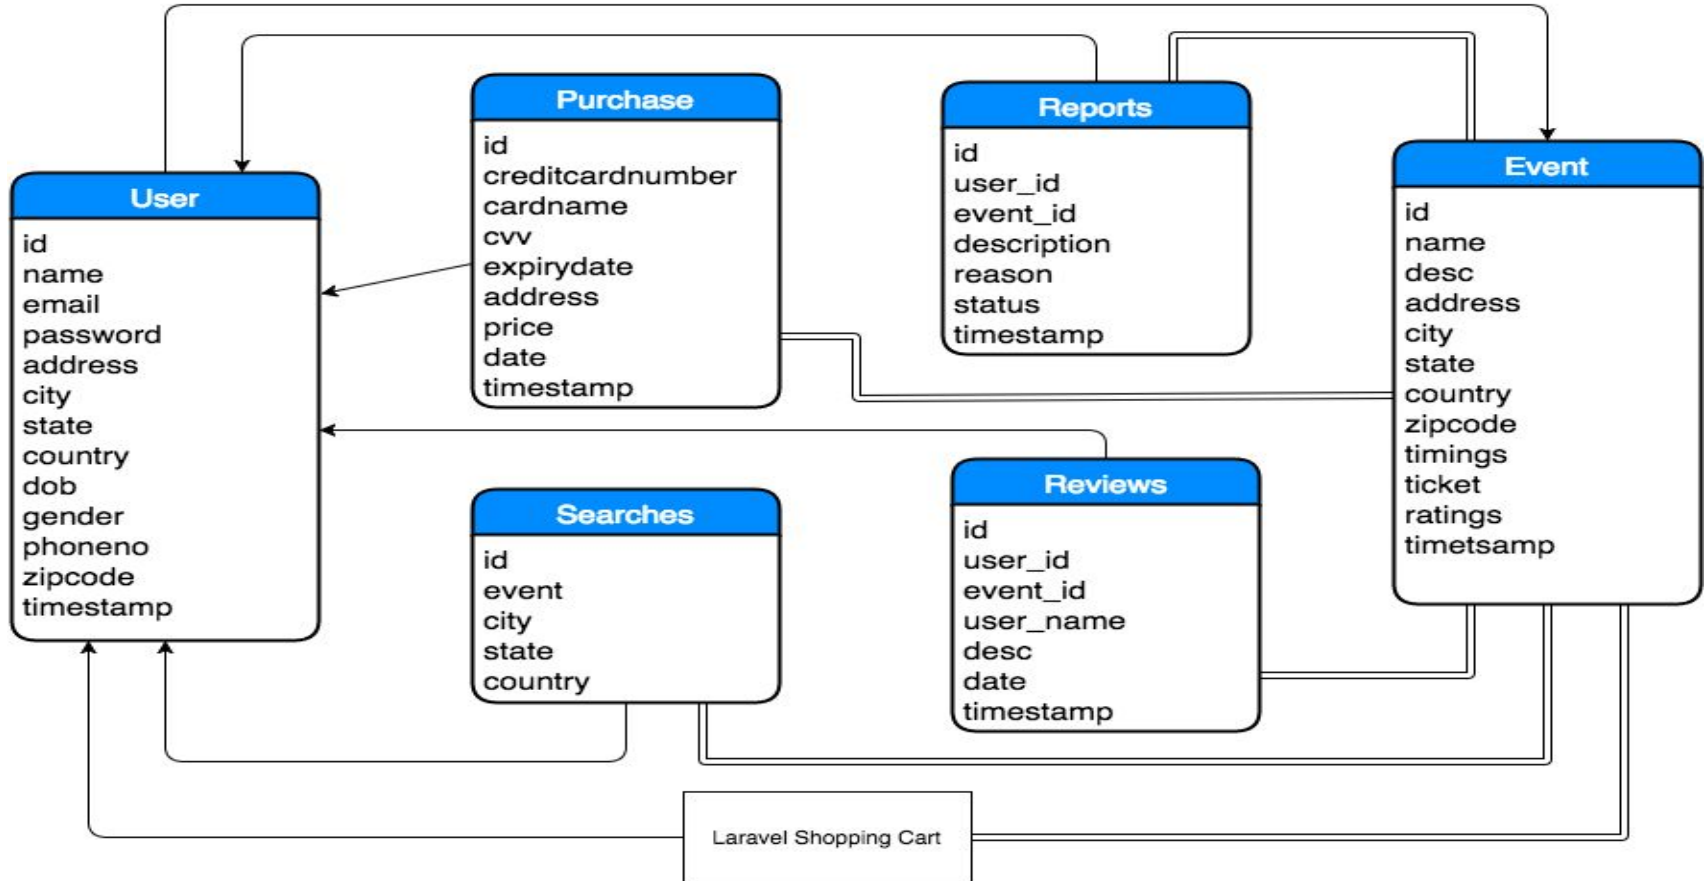 User
id
name
email
password
address
city
state
country
dob
gender
phoneno
zipcode
timestamp
Purchase
id
creditcardnumber
cardname
cvv
expirydate
address
price
date
timestamp
Searches
id
event
city
state
country
Reports
id
user_id
event_id
description
reason
status
timestamp
Reviews
id
user_id
event_id
user_name
desc
date
timestamp
Event
id
name
desc
address
city
state
country
zipcode
timings
ticket
ratings
timetsamp
Laravel Shopping Cart